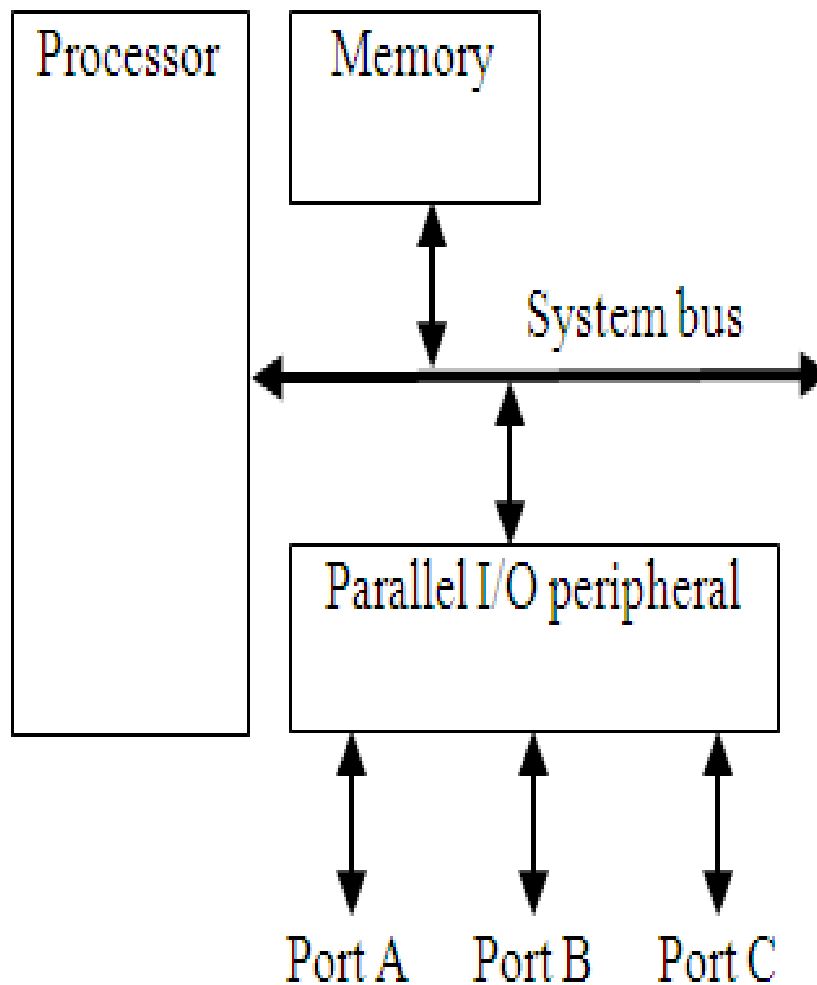 Processor
Memory
System bus
Parallel I/O peripheral
Port A
Port B
Port C